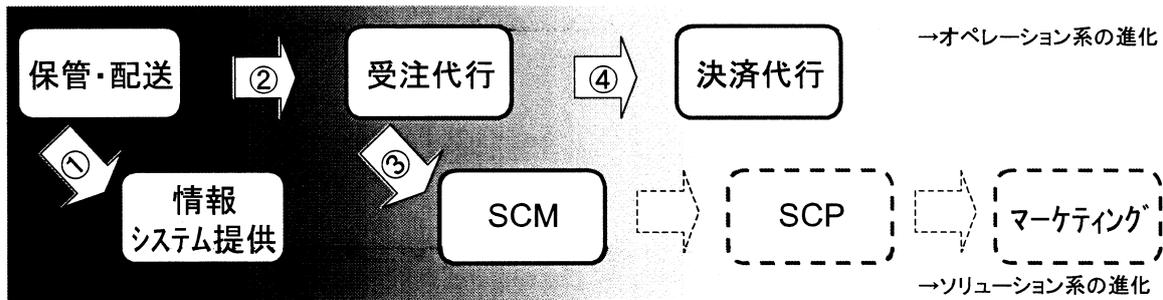 →オペレーション系の進化
保管・配送
②
受注代行
④
決済代行
①
③
情報
システム提供
SCM
SCP
マーケティング
→ソリューション系の進化